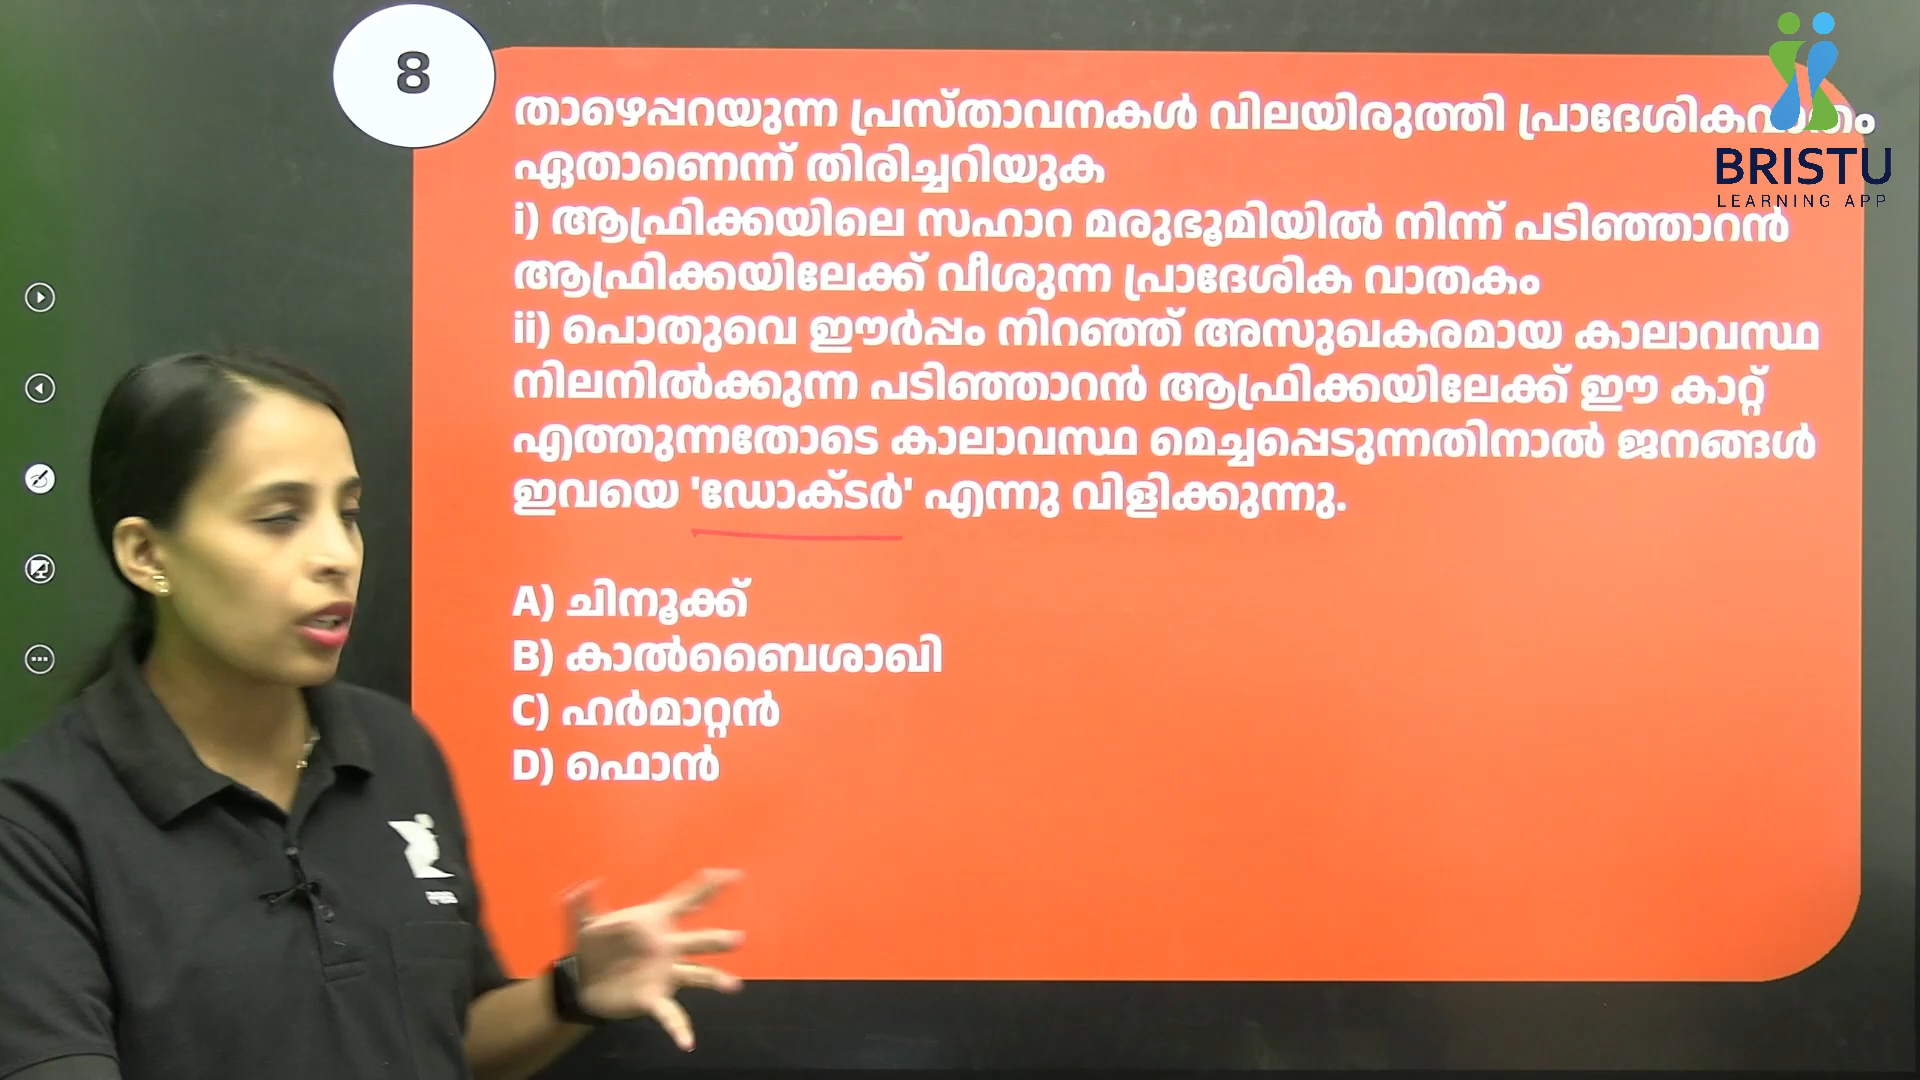 8
താഴെപ്പറയുന്ന പ്രസ്താവനകൾ വിലയിരുത്തി പ്രാദേശികവാതം
ഏതാണെന്ന് തിരിച്ചറിയുക
i) ആഫ്രിക്കയിലെ സഹാറ മരുഭൂമിയിൽ നിന്ന് പടിഞ്ഞാറൻ
ആഫ്രിക്കയിലേക്ക് വീശുന്ന പ്രാദേശിക വാതകം
ii) പൊതുവെ ഈർപ്പം നിറഞ്ഞ് അസുഖകരമായ കാലാവസ്ഥ
നിലനിൽക്കുന്ന പടിഞ്ഞാറൻ ആഫ്രിക്കയിലേക്ക് ഈ കാറ്റ്
എത്തുന്നതോടെ കാലാവസ്ഥ മെച്ചപ്പെടുന്നതിനാൽ ജനങ്ങൾ
ഇവയെ 'ഡോക്ടർ' എന്നു വിളിക്കുന്നു.
A) ചിനൂക്ക്
B) കാൽബൈശാഖി
C) ഹർമാറ്റൻ
D) ഫൊൻ
BRISTU
LEARNING APP